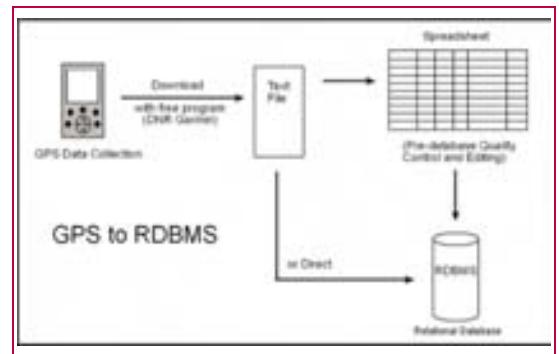 Spreadsheet
Download
with free program
(DNR Garmin)
Text
File
GPS Data Collection
(Pre-database Quality
Control and Editing)
GPS to RDBMS
or Direct
RDBMS
Relational Database